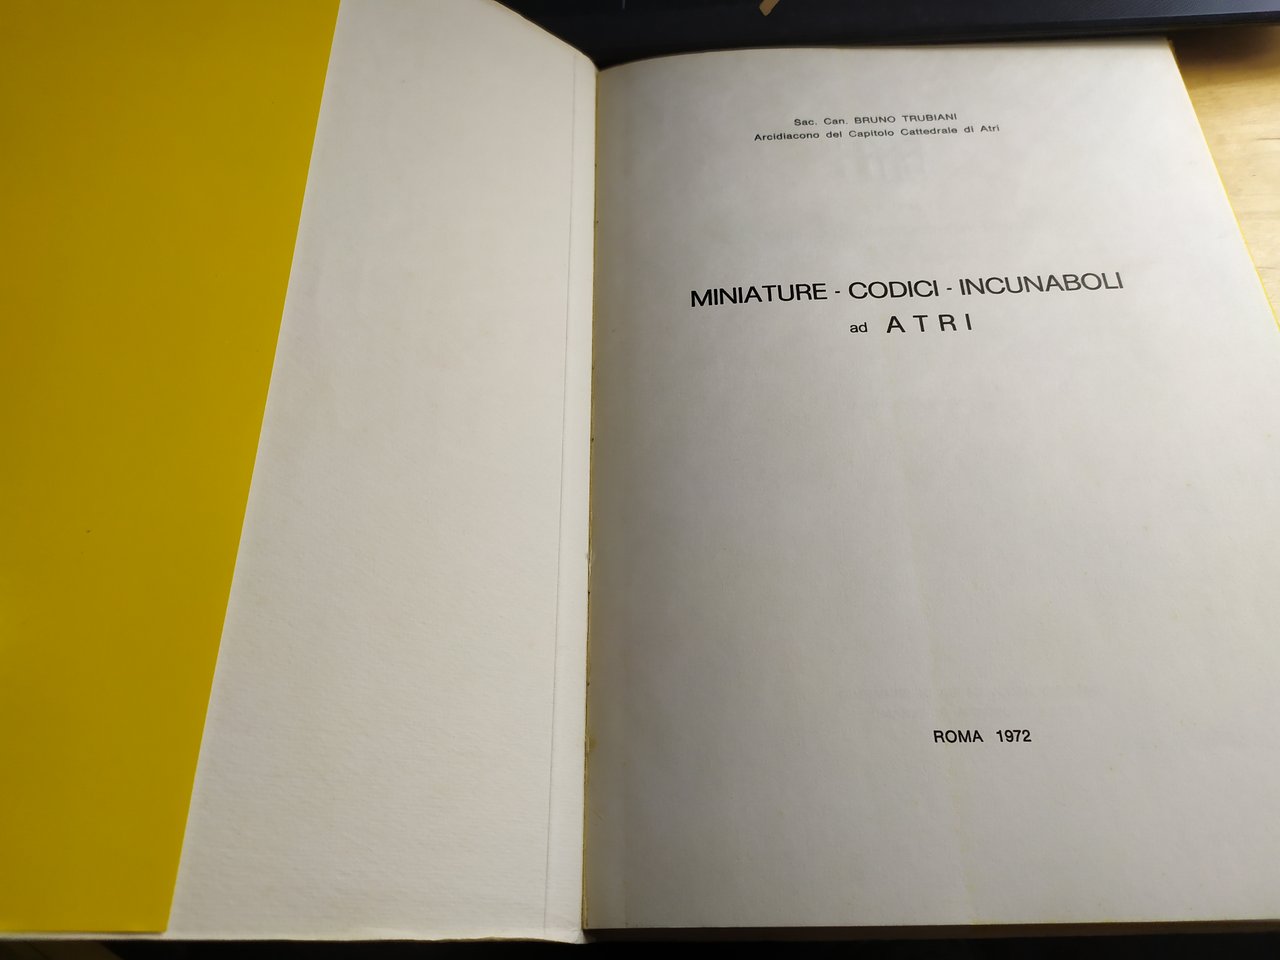 Sac. Can. BRUNO TRUBIANI
Arcidiacono del Capitolo Cattedrale di Atri
MINIATURE - CODICI - INCUNABOLI
ad ATRI
ROMA 1972